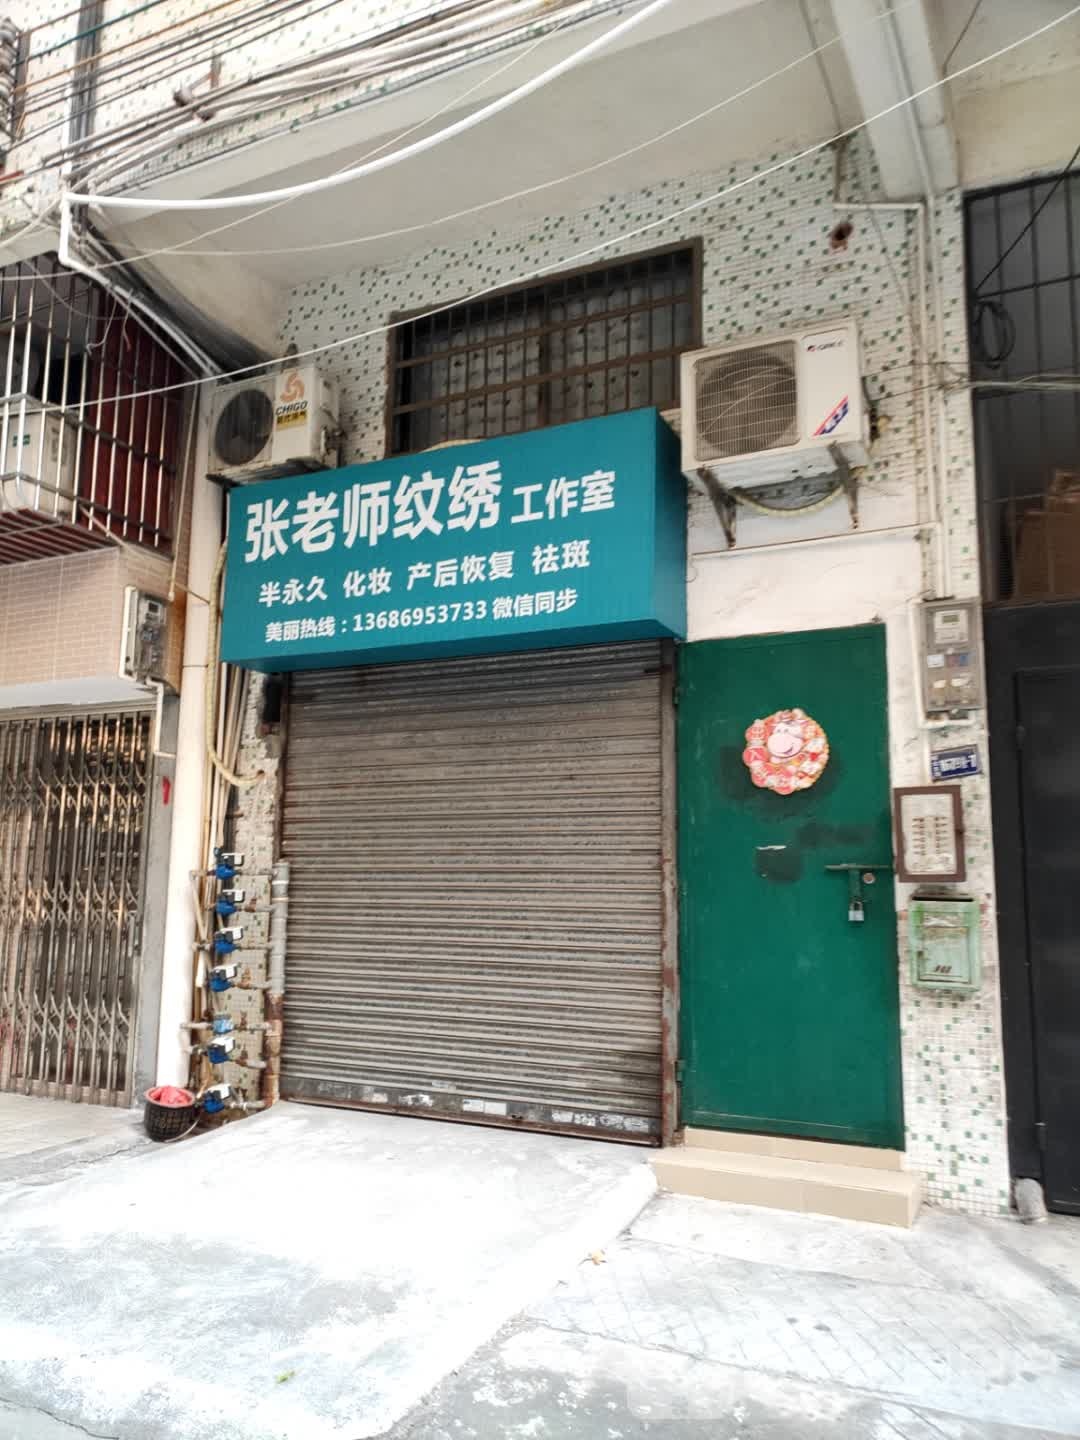 张老师纹绣 工作室
半永久 化妆 产后恢复 祛斑
美丽热线：13686953733 微信同步
CHIGO
GREE